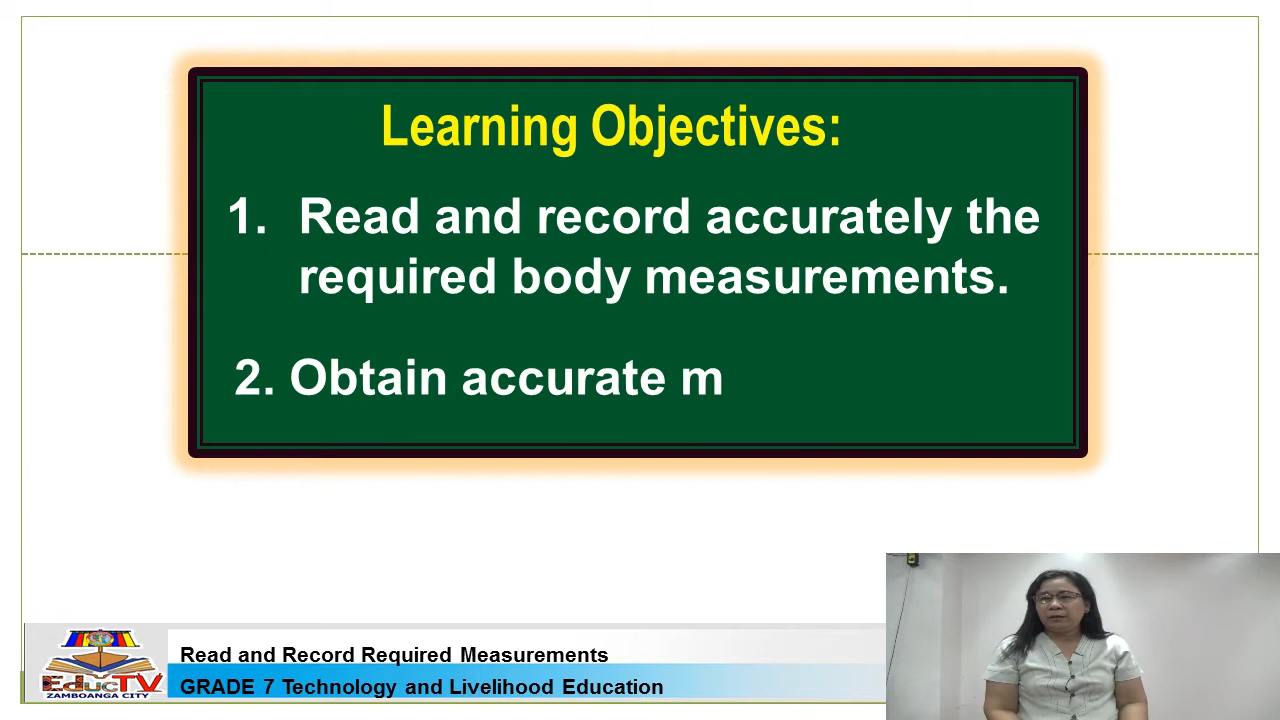 Learning Objectives:
1. Read and record accurately the
required body measurements.
2. Obtain accurate m
EducTV
ZAMBOANGA CITY
Read and Record Required Measurements
GRADE 7 Technology and Livelihood Education